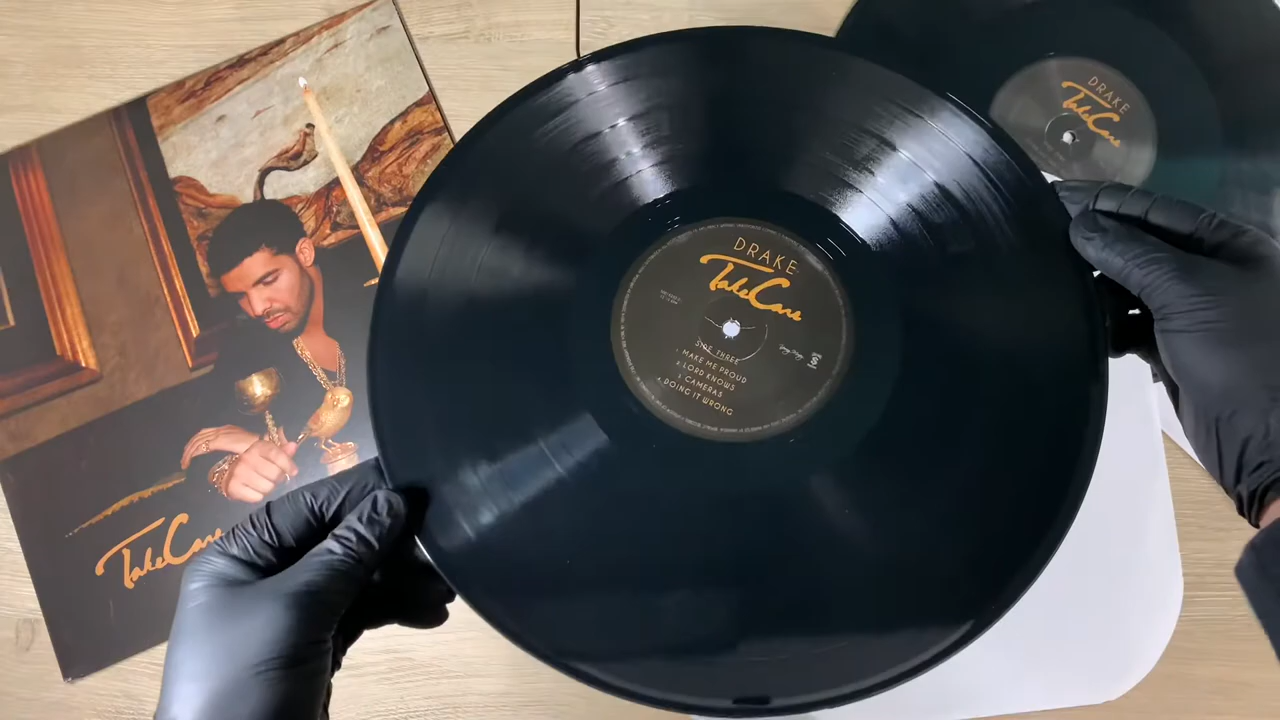 Take Care
DRAKE
Take Care
SIDE THREE
1. MAKE ME PROUD
2. LORD KNOWS
3. CAMERAS
4. DOING IT WRONG
DRAKE
Take Care